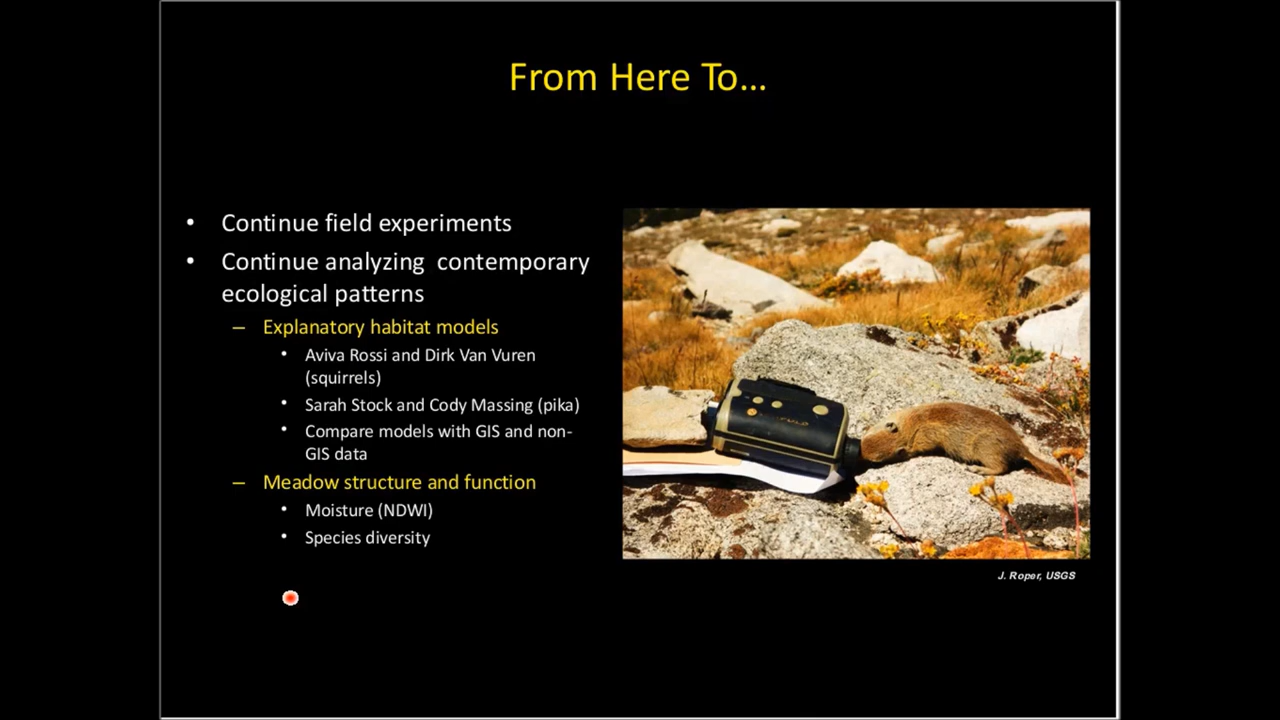 From Here To...
• Continue field experiments
• Continue analyzing contemporary
ecological patterns
– Explanatory habitat models
• Aviva Rossi and Dirk Van Vuren
(squirrels)
• Sarah Stock and Cody Massing (pika)
• Compare models with GIS and non-
GIS data
– Meadow structure and function
• Moisture (NDWI)
• Species diversity
J. Roper, USGS